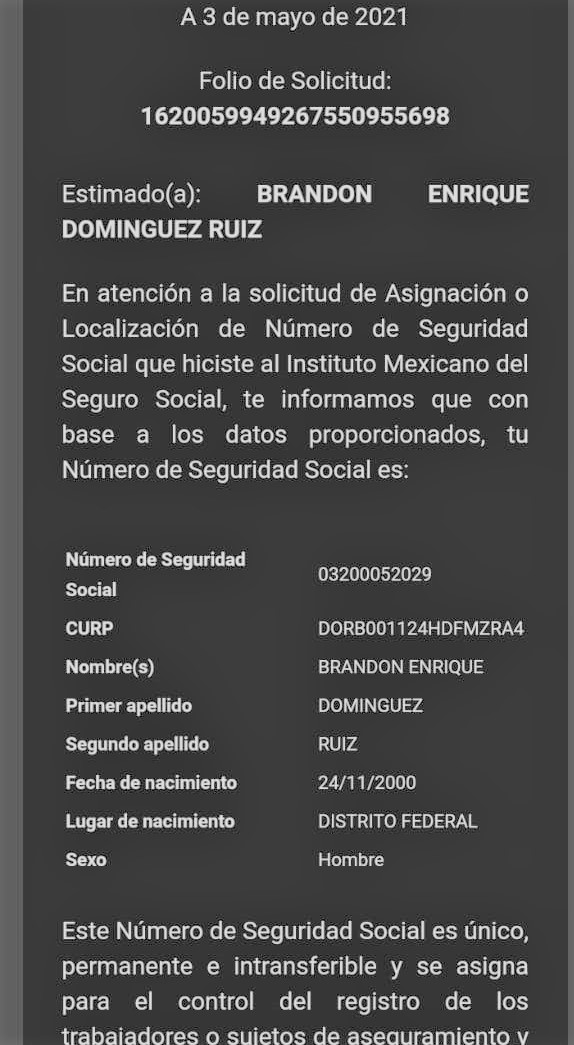 A 3 de mayo de 2021
Folio de Solicitud:
1620059949267550955698
Estimado(a): BRANDON ENRIQUE
DOMINGUEZ RUIZ
En atención a la solicitud de Asignación o
Localización de Número de Seguridad
Social que hiciste al Instituto Mexicano del
Seguro Social, te informamos que con
base a los datos proporcionados, tu
Número de Seguridad Social es:
Número de Seguridad
Social 03200052029
CURP DORB001124HDFMZRA4
Nombre(s) BRANDON ENRIQUE
Primer apellido DOMINGUEZ
Segundo apellido RUIZ
Fecha de nacimiento 24/11/2000
Lugar de nacimiento DISTRITO FEDERAL
Sexo Hombre
Este Número de Seguridad Social es único,
permanente e intransferible y se asigna
para el control del registro de los
trabajadores o sujetos de aseguramiento y